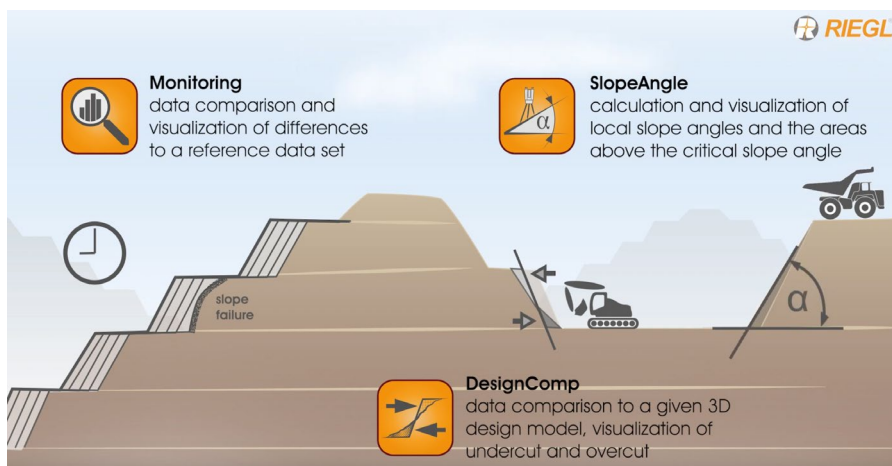 RIEGL
Monitoring
data comparison and
visualization of differences
to a reference data set
SlopeAngle
calculation and visualization of
local slope angles and the areas
above the critical slope angle
α
slope
failure
α
DesignComp
data comparison to a given 3D
design model, visualization of
undercut and overcut